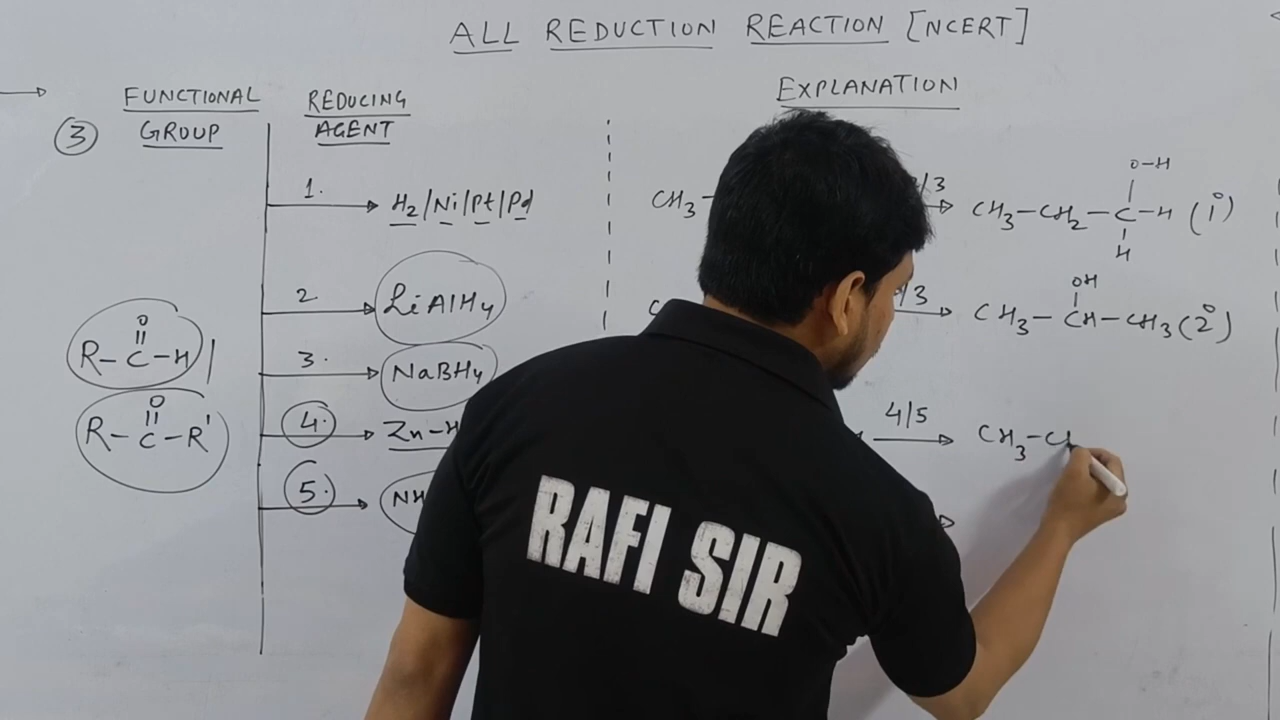 ALL REDUCTION REACTION [NCERT]
FUNCTIONAL GROUP
REDUCING AGENT
EXPLANATION
3
1. H2/Ni/Pt/Pd
2 LiAlH4
3. NaBH4
4. Zn-H
5. NH
O
R-C-H
O
R-C-R'
CH3
/3
O-H
CH3-CH2-C-H (1°)
H
/3
OH
CH3-CH-CH3(2°)
4/5
CH3-C
RAFI SIR